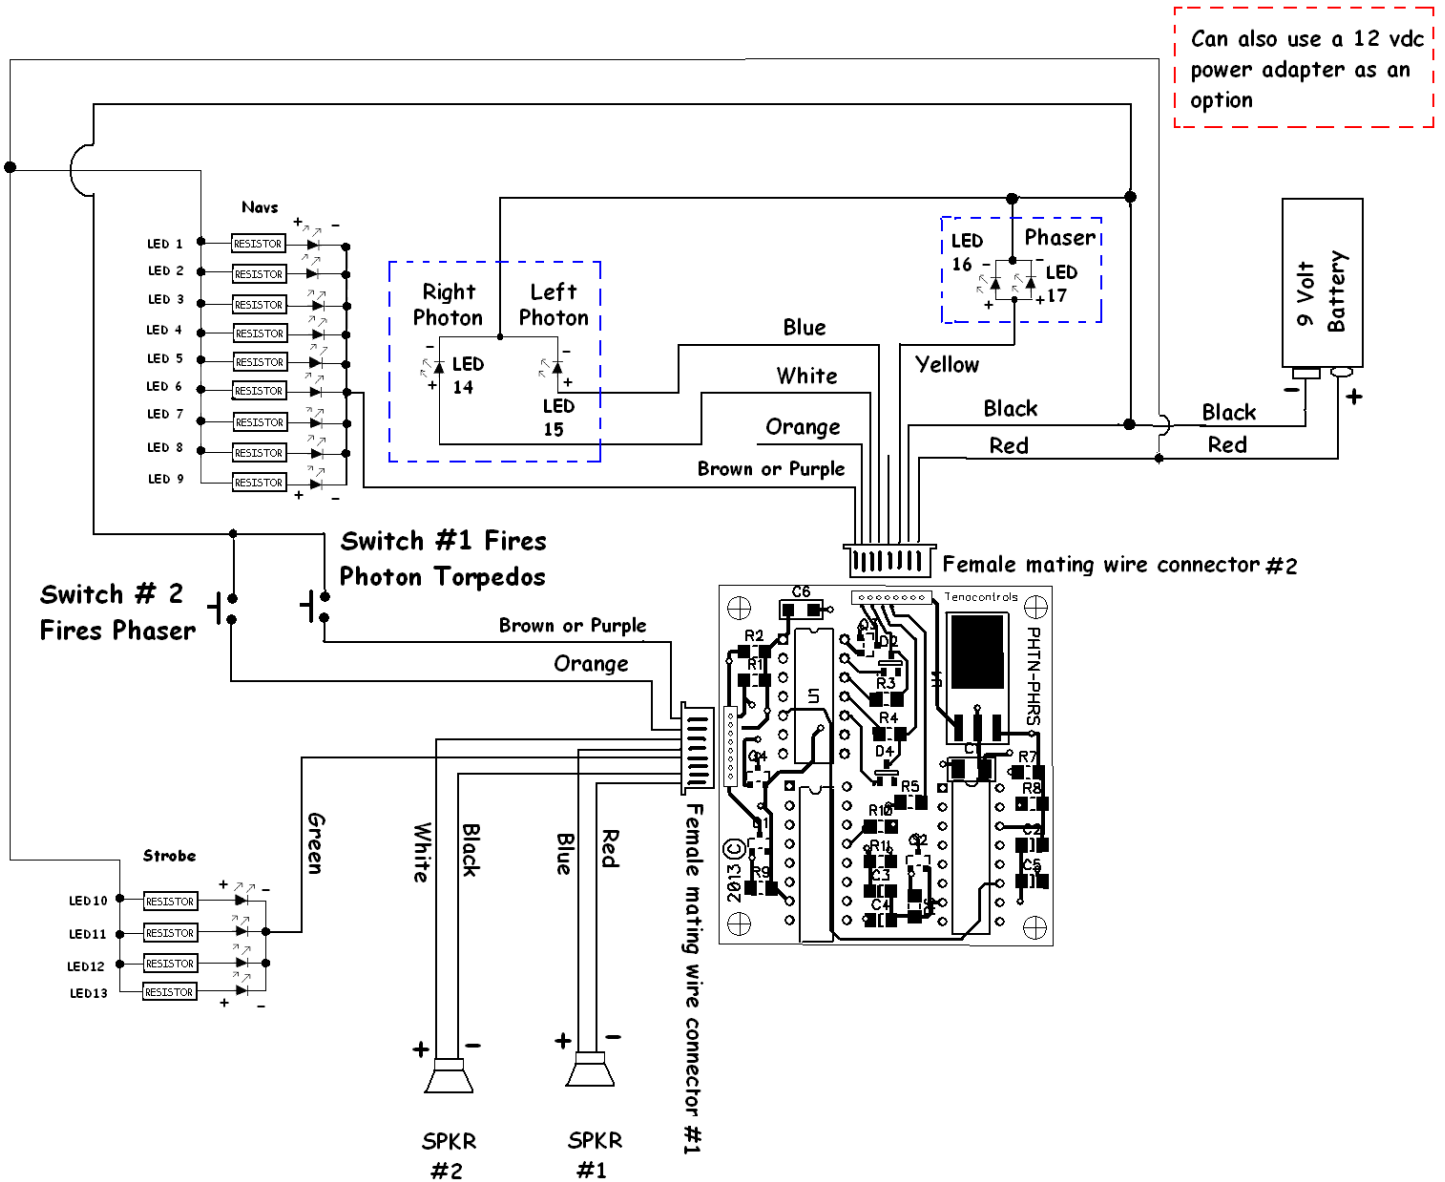 Can also use a 12 vdc
power adapter as an
option
Navs
+ -
LED 1 RESISTOR
LED 2 RESISTOR
LED 3 RESISTOR
LED 4 RESISTOR
LED 5 RESISTOR
LED 6 RESISTOR
LED 7 RESISTOR
LED 8 RESISTOR
LED 9 RESISTOR
+ -
Right
Photon
Left
Photon
-
LED
14
+
-
+
LED
15
LED
16
Phaser
- -
LED
17
+ +
9 Volt
Battery
- +
Blue
Yellow
White
Black
Black
Orange
Red
Red
Brown or Purple
Switch #1 Fires
Photon Torpedos
Switch # 2
Fires Phaser
Female mating wire connector #2
Brown or Purple
Orange
Tenacontrols
PHTN-PHRS
C6
Q3
R2
D2
R1
R3
U1
U5
R4
C1
D4
Q4
R7
R5
R8
R10
Q1
Q2
C2
R11
C5
C3
R9
C4
2013 ©
Female mating wire connector #1
Green
White
Black
Blue
Red
Strobe
+ -
LED10 RESISTOR
LED11 RESISTOR
LED12 RESISTOR
LED13 RESISTOR
+ -
+ -
+ -
SPKR
#2
SPKR
#1